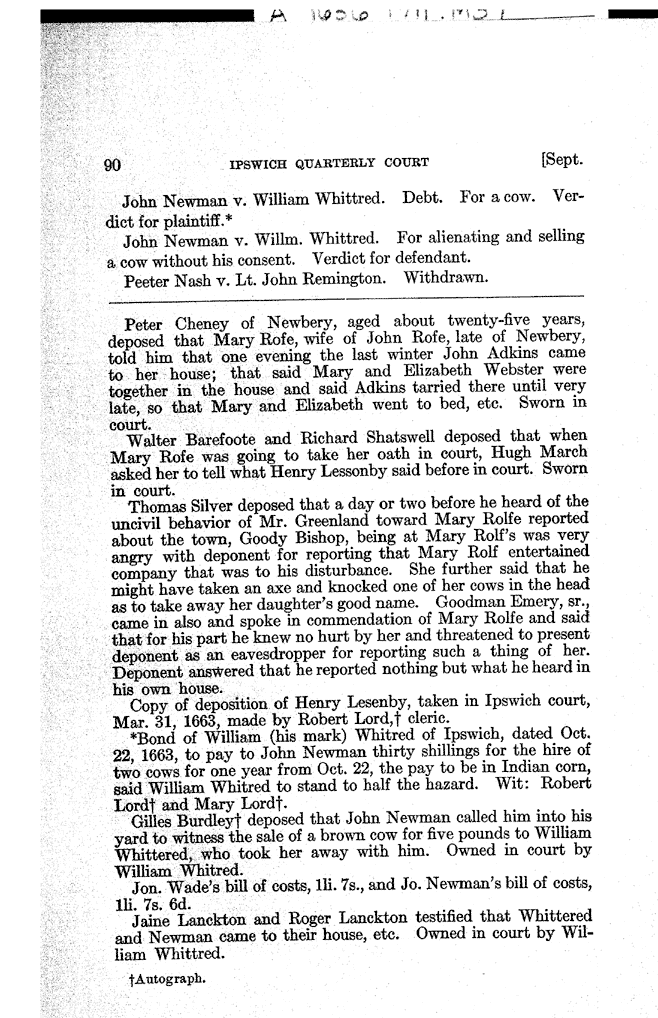 A 1656
90 IPSWICH QUARTERLY COURT [Sept.
John Newman v. William Whittred. Debt. For a cow. Ver-
dict for plaintiff.*
John Newman v. Willm. Whittred. For alienating and selling
a cow without his consent. Verdict for defendant.
Peeter Nash v. Lt. John Remington. Withdrawn.
Peter Cheney of Newbery, aged about twenty-five years,
deposed that Mary Rofe, wife of John Rofe, late of Newbery,
told him that one evening the last winter John Adkins came
to her house; that said Mary and Elizabeth Webster were
together in the house and said Adkins tarried there until very
late, so that Mary and Elizabeth went to bed, etc. Sworn in
court.
Walter Barefoote and Richard Shatswell deposed that when
Mary Rofe was going to take her oath in court, Hugh March
asked her to tell what Henry Lessonby said before in court. Sworn
in court.
Thomas Silver deposed that a day or two before he heard of the
uncivil behavior of Mr. Greenland toward Mary Rolfe reported
about the town, Goody Bishop, being at Mary Rolf's was very
angry with deponent for reporting that Mary Rolf entertained
company that was to his disturbance. She further said that he
might have taken an axe and knocked one of her cows in the head
as to take away her daughter's good name. Goodman Emery, sr.,
came in also and spoke in commendation of Mary Rolfe and said
that for his part he knew no hurt by her and threatened to present
deponent as an eavesdropper for reporting such a thing of her.
Deponent answered that he reported nothing but what he heard in
his own house.
Copy of deposition of Henry Lesenby, taken in Ipswich court,
Mar. 31, 1663, made by Robert Lord,† cleric.
*Bond of William (his mark) Whitred of Ipswich, dated Oct.
22, 1663, to pay to John Newman thirty shillings for the hire of
two cows for one year from Oct. 22, the pay to be in Indian corn,
said William Whitred to stand to half the hazard. Wit: Robert
Lord† and Mary Lord†.
Gilles Burdley† deposed that John Newman called him into his
yard to witness the sale of a brown cow for five pounds to William
Whittered, who took her away with him. Owned in court by
William Whitred.
Jon. Wade's bill of costs, 1li. 7s., and Jo. Newman's bill of costs,
1li. 7s. 6d.
Jaine Lanckton and Roger Lanckton testified that Whittered
and Newman came to their house, etc. Owned in court by Wil-
liam Whittred.
†Autograph.